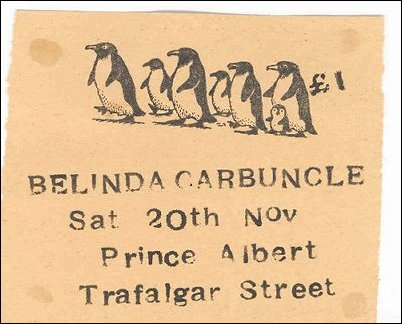 £1
BELINDA CARBUNCLE
Sat 20th Nov
Prince Albert
Trafalgar Street